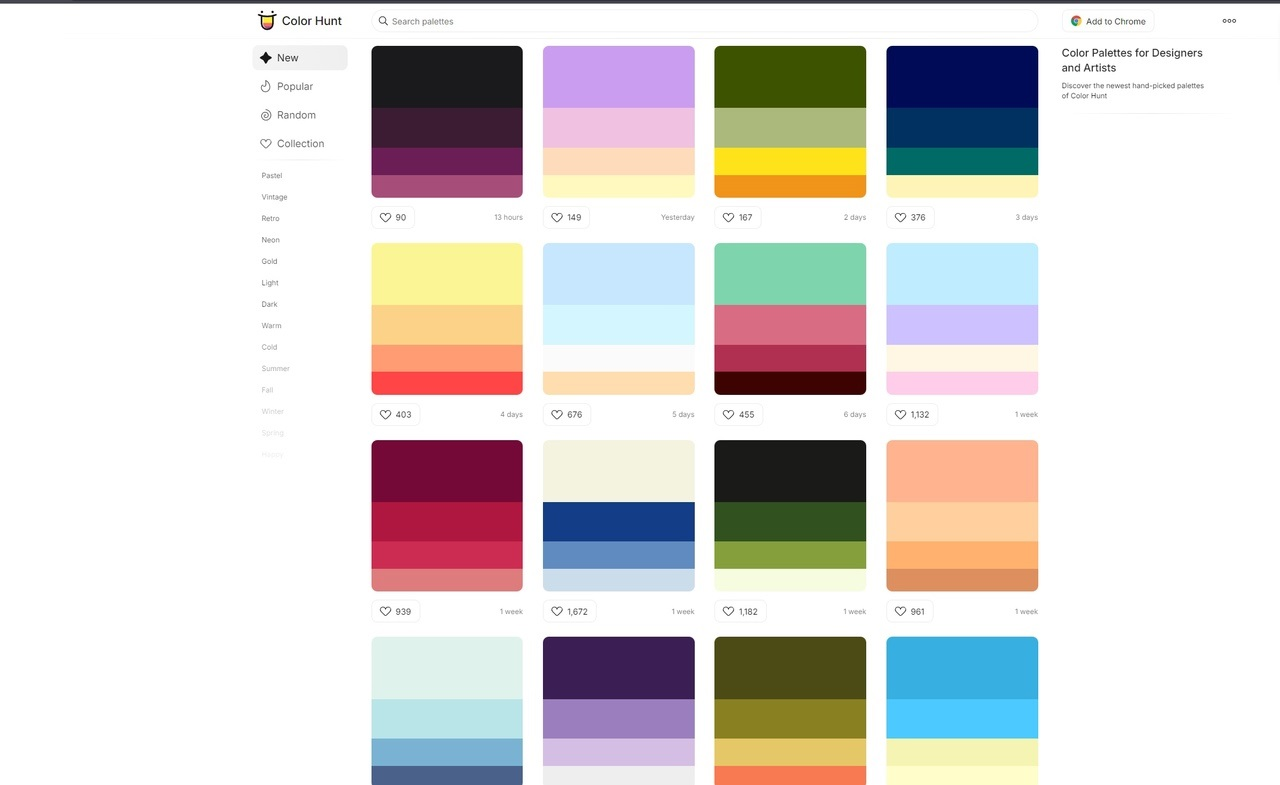 Color Hunt
Search palettes
Add to Chrome
New
Popular
Random
Collection
Pastel
Vintage
Retro
Neon
Gold
Light
Dark
Warm
Cold
Summer
Fall
Winter
Spring
Happy
90 13 hours
149 Yesterday
167 2 days
376 3 days
403 4 days
676 5 days
455 6 days
1,132 1 week
939 1 week
1,672 1 week
1,182 1 week
961 1 week
Color Palettes for Designers
and Artists
Discover the newest hand-picked palettes
of Color Hunt